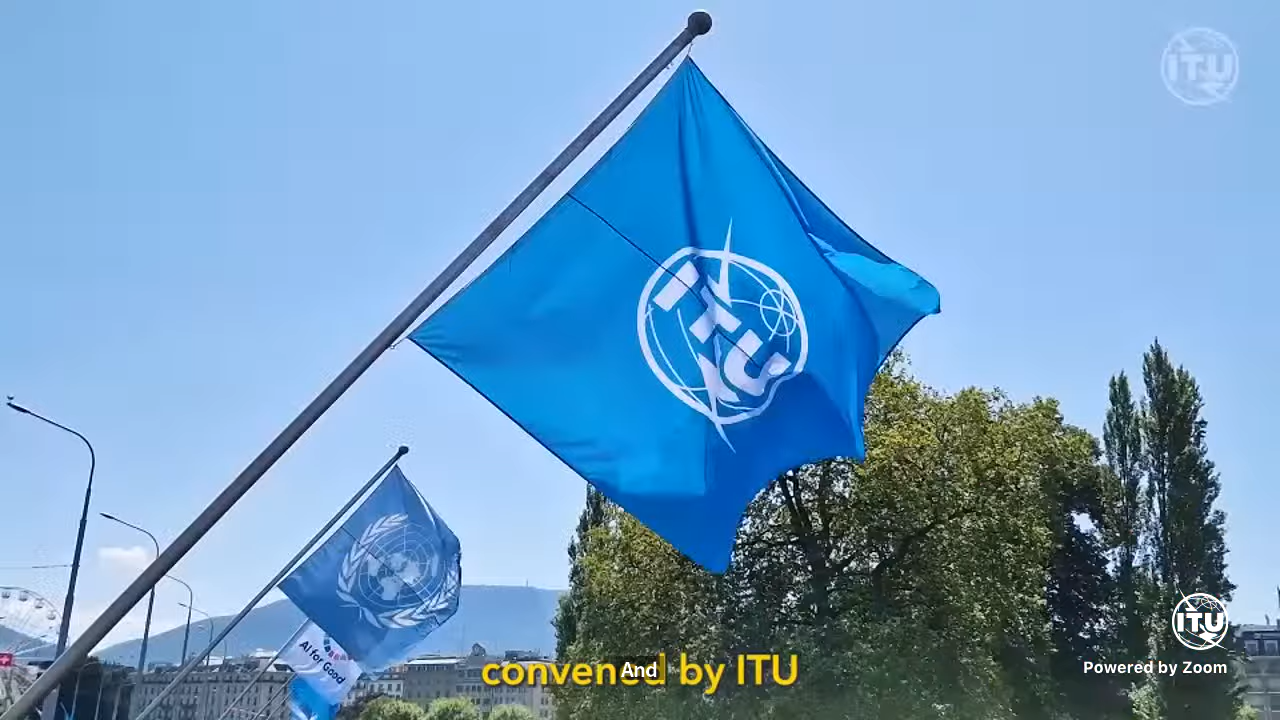 ITU
ITU
AI for Good
convened by ITU
And
ITU
Powered by Zoom